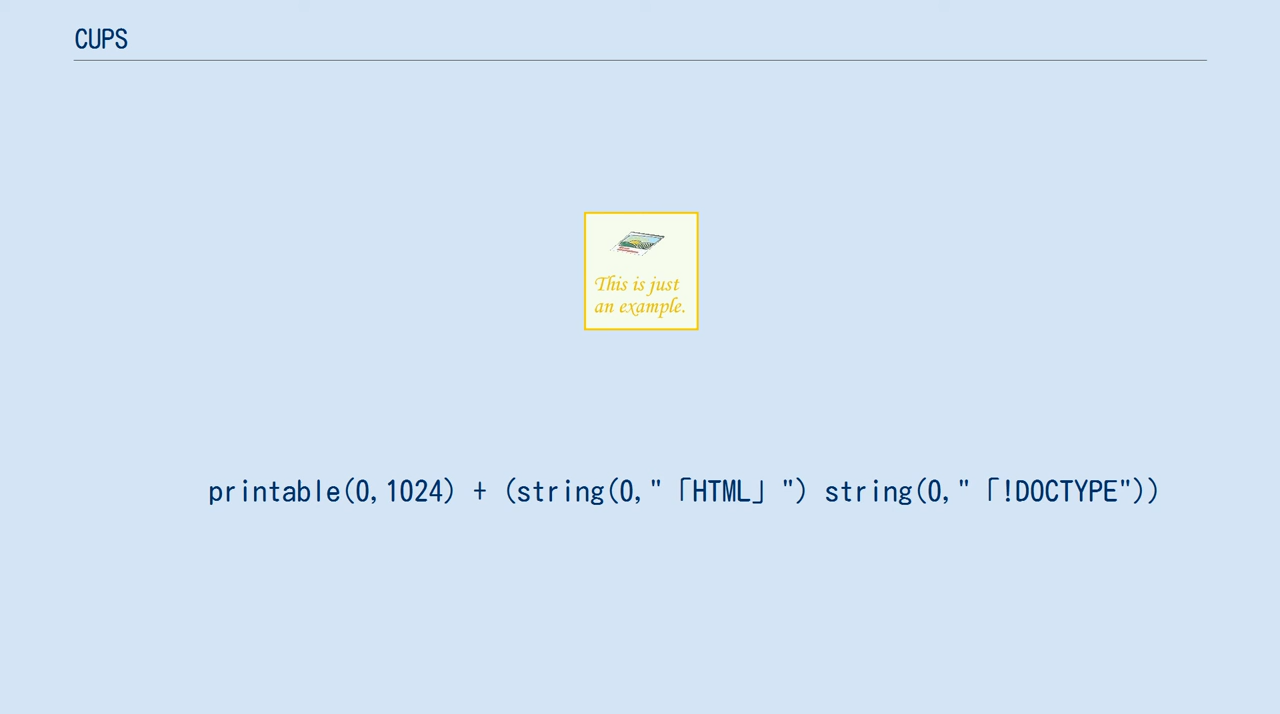 CUPS
This is just
an example.
printable(0,1024) + (string(0,"「HTML」") string(0,"「!DOCTYPE"))